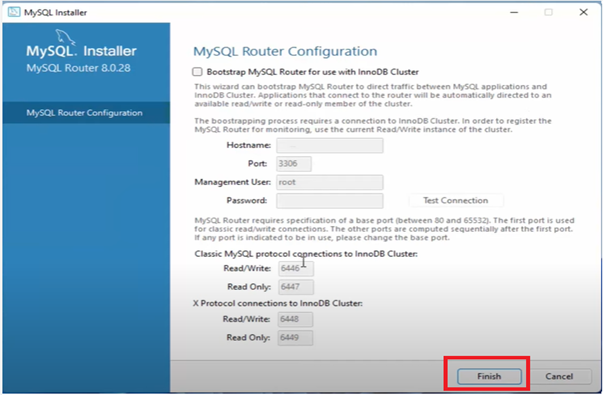 MySQL Installer
MySQL. Installer
MySQL Router 8.0.28
MySQL Router Configuration
MySQL Router Configuration
Bootstrap MySQL Router for use with InnoDB Cluster
This wizard can bootstrap MySQL Router to direct traffic between MySQL applications and
InnoDB Cluster. Applications that connect to the router will be automatically directed to an
available read/write or read-only member of the cluster.
The bootstrapping process requires a connection to InnoDB Cluster. In order to register the
MySQL Router for monitoring, use the current Read/Write instance of the cluster.
Hostname:
Port: 3306
Management User: root
Password: Test Connection
MySQL Router requires specification of a base port (between 80 and 65532). The first port is used
for classic read/write connections. The other ports are computed sequentially after the first port.
If any port is indicated to be in use, please change the base port.
Classic MySQL protocol connections to InnoDB Cluster:
Read/Write: 6446
Read Only: 6447
X Protocol connections to InnoDB Cluster:
Read/Write: 6448
Read Only: 6449
Finish Cancel